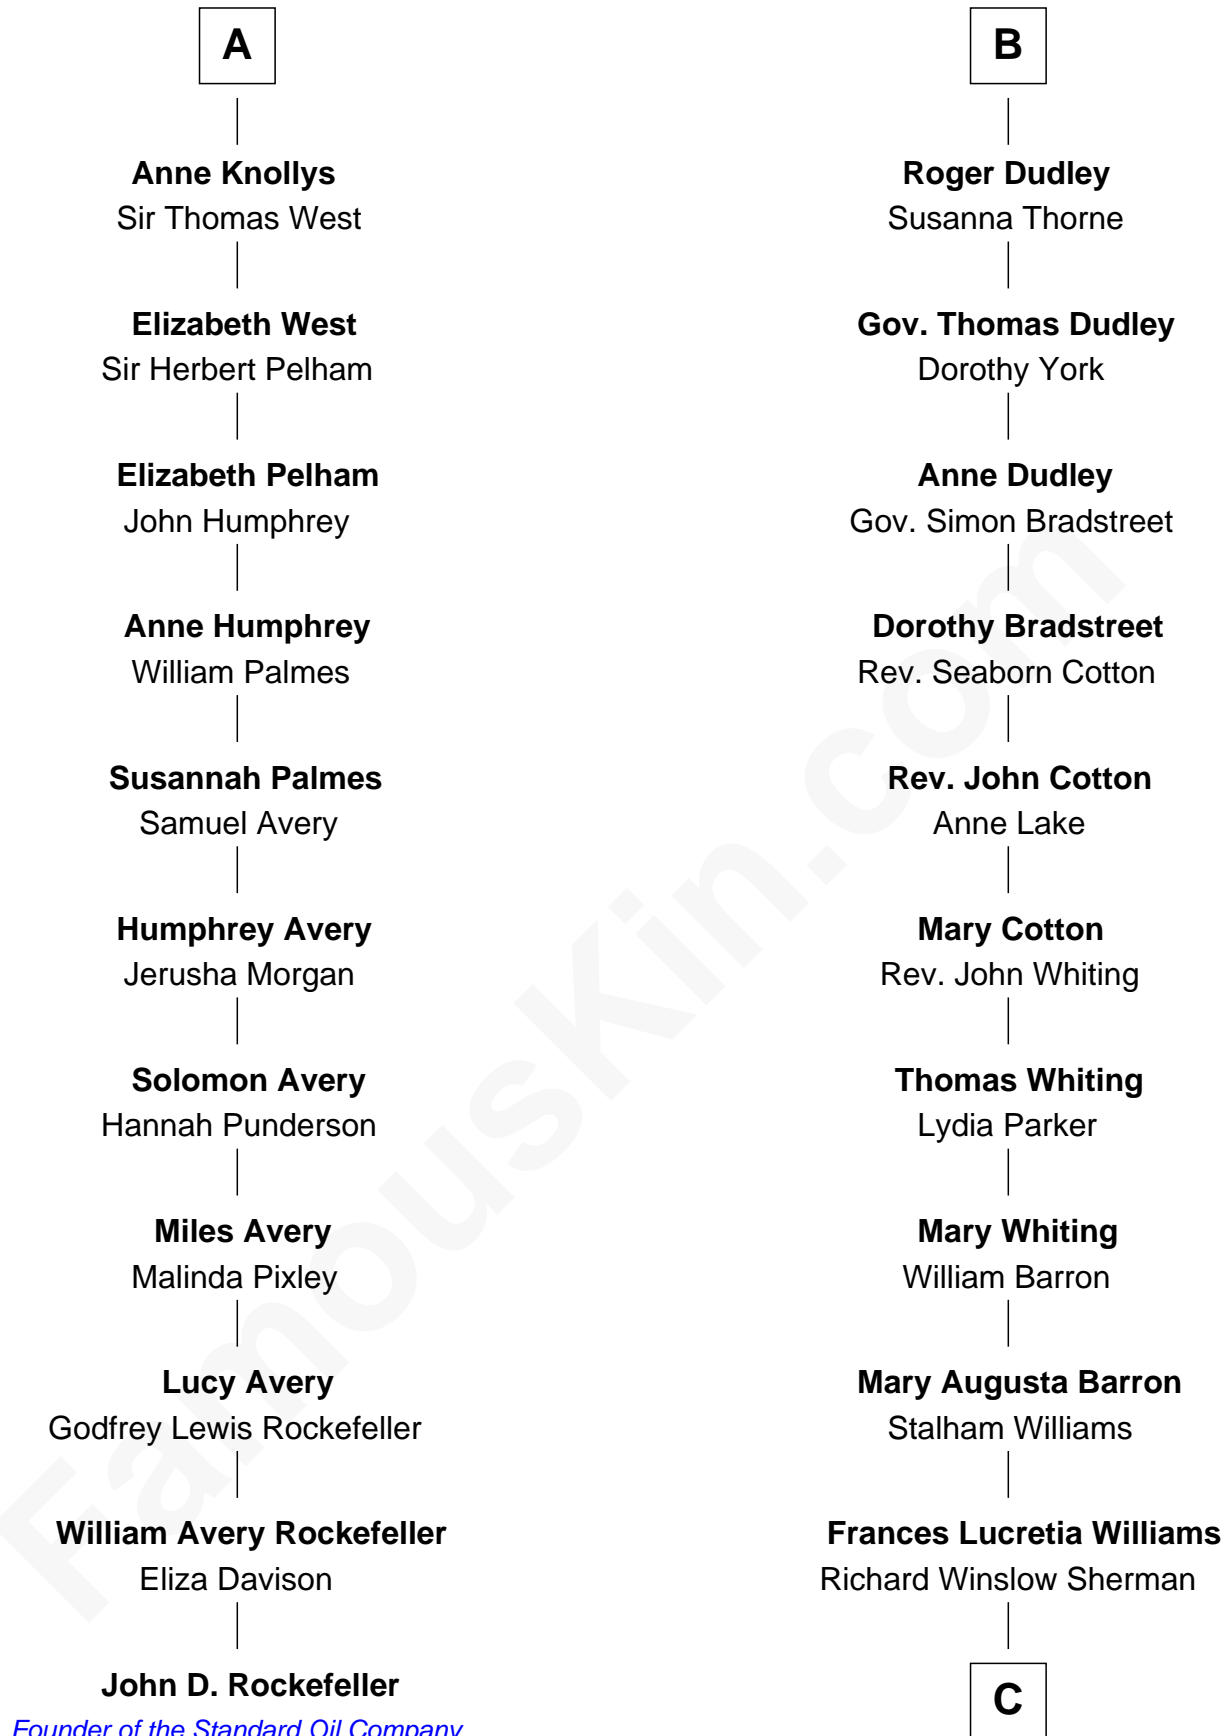 A
Anne Knollys
Sir Thomas West
Elizabeth West
Sir Herbert Pelham
Elizabeth Pelham
John Humphrey
Anne Humphrey
William Palmes
Susannah Palmes
Samuel Avery
Humphrey Avery
Jerusha Morgan
Solomon Avery
Hannah Punderson
Miles Avery
Malinda Pixley
Lucy Avery
Godfrey Lewis Rockefeller
William Avery Rockefeller
Eliza Davison
John D. Rockefeller
Founder of the Standard Oil Company
B
Roger Dudley
Susanna Thorne
Gov. Thomas Dudley
Dorothy York
Anne Dudley
Gov. Simon Bradstreet
Dorothy Bradstreet
Rev. Seaborn Cotton
Rev. John Cotton
Anne Lake
Mary Cotton
Rev. John Whiting
Thomas Whiting
Lydia Parker
Mary Whiting
William Barron
Mary Augusta Barron
Stalham Williams
Frances Lucretia Williams
Richard Winslow Sherman
C
FamousKin.com